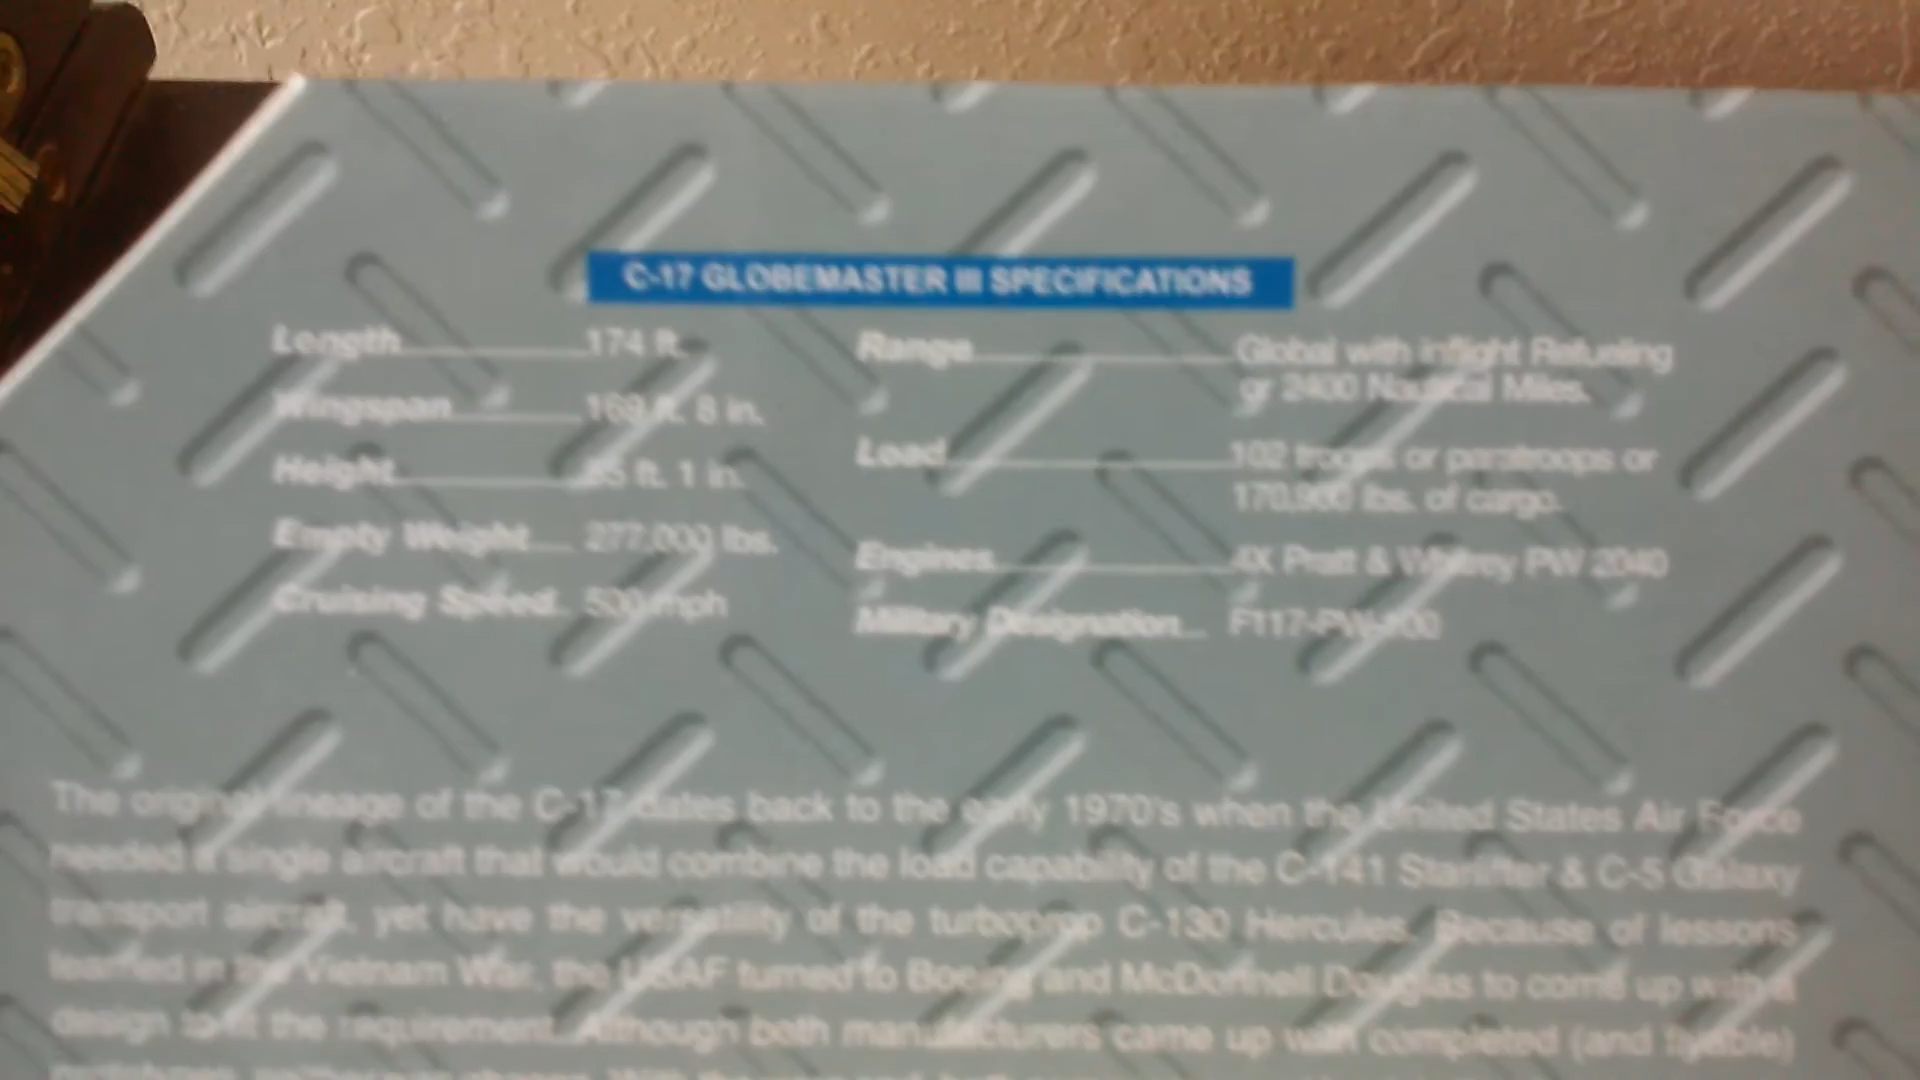 C-17 GLOBEMASTER III SPECIFICATIONS
Length 174 ft.
Wingspan 169 ft. 8 in.
Height 55 ft. 1 in.
Empty Weight 277,000 lbs.
Cruising Speed 500 mph
Range Global with inflight Refueling
or 2400 Nautical Miles.
Load 102 troops or paratroops or
170,900 lbs. of cargo.
Engines 4X Pratt & Whitney PW 2040
Military Designation F117-PW-100
The original lineage of the C-17 dates back to the early 1970's when the United States Air Force
needed a single aircraft that would combine the load capability of the C-141 Starlifter & C-5 Galaxy
transport aircraft, yet have the versatility of the turboprop C-130 Hercules. Because of lessons
learned in the Vietnam War, the USAF turned to Boeing and McDonnell Douglas to come up with a
design to fit the requirement. Although both manufacturers came up with completed (and flyable)